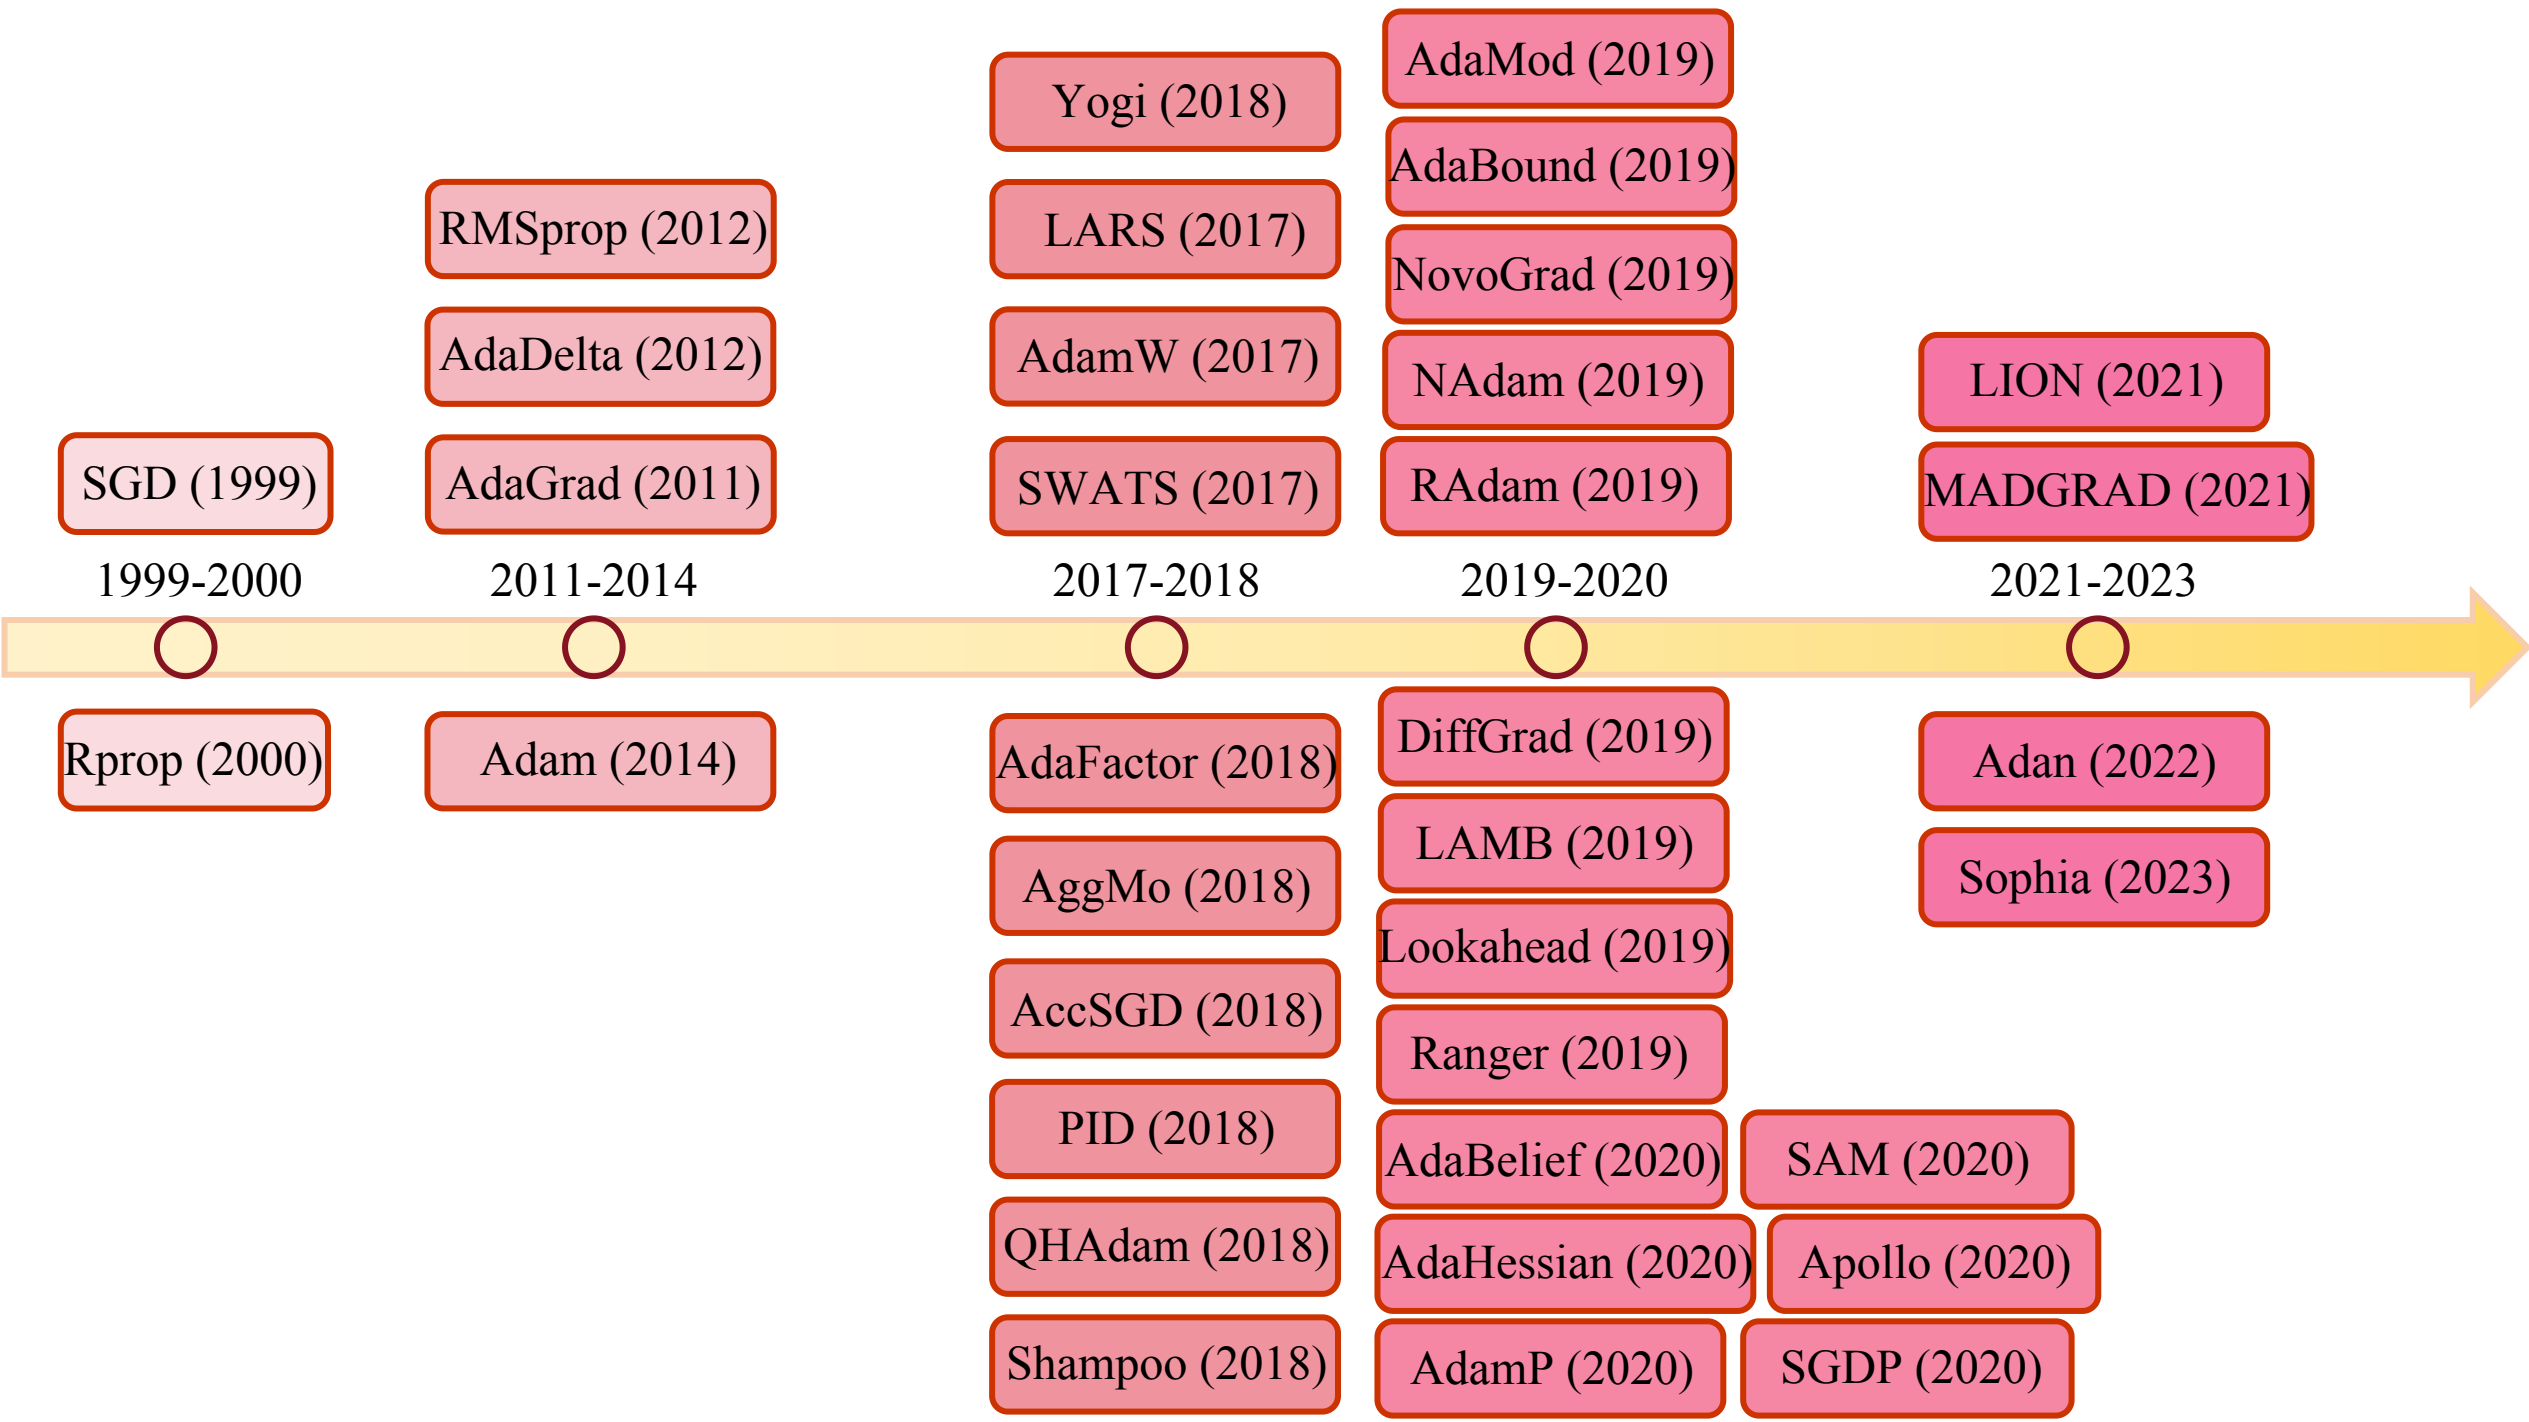 SGD (1999)
1999-2000
Rprop (2000)
RMSprop (2012)
AdaDelta (2012)
AdaGrad (2011)
2011-2014
Adam (2014)
Yogi (2018)
LARS (2017)
AdamW (2017)
SWATS (2017)
2017-2018
AdaFactor (2018)
AggMo (2018)
AccSGD (2018)
PID (2018)
QHAdam (2018)
Shampoo (2018)
AdaMod (2019)
AdaBound (2019)
NovoGrad (2019)
NAdam (2019)
RAdam (2019)
2019-2020
DiffGrad (2019)
LAMB (2019)
Lookahead (2019)
Ranger (2019)
AdaBelief (2020)
SAM (2020)
AdaHessian (2020)
Apollo (2020)
AdamP (2020)
SGDP (2020)
LION (2021)
MADGRAD (2021)
2021-2023
Adan (2022)
Sophia (2023)